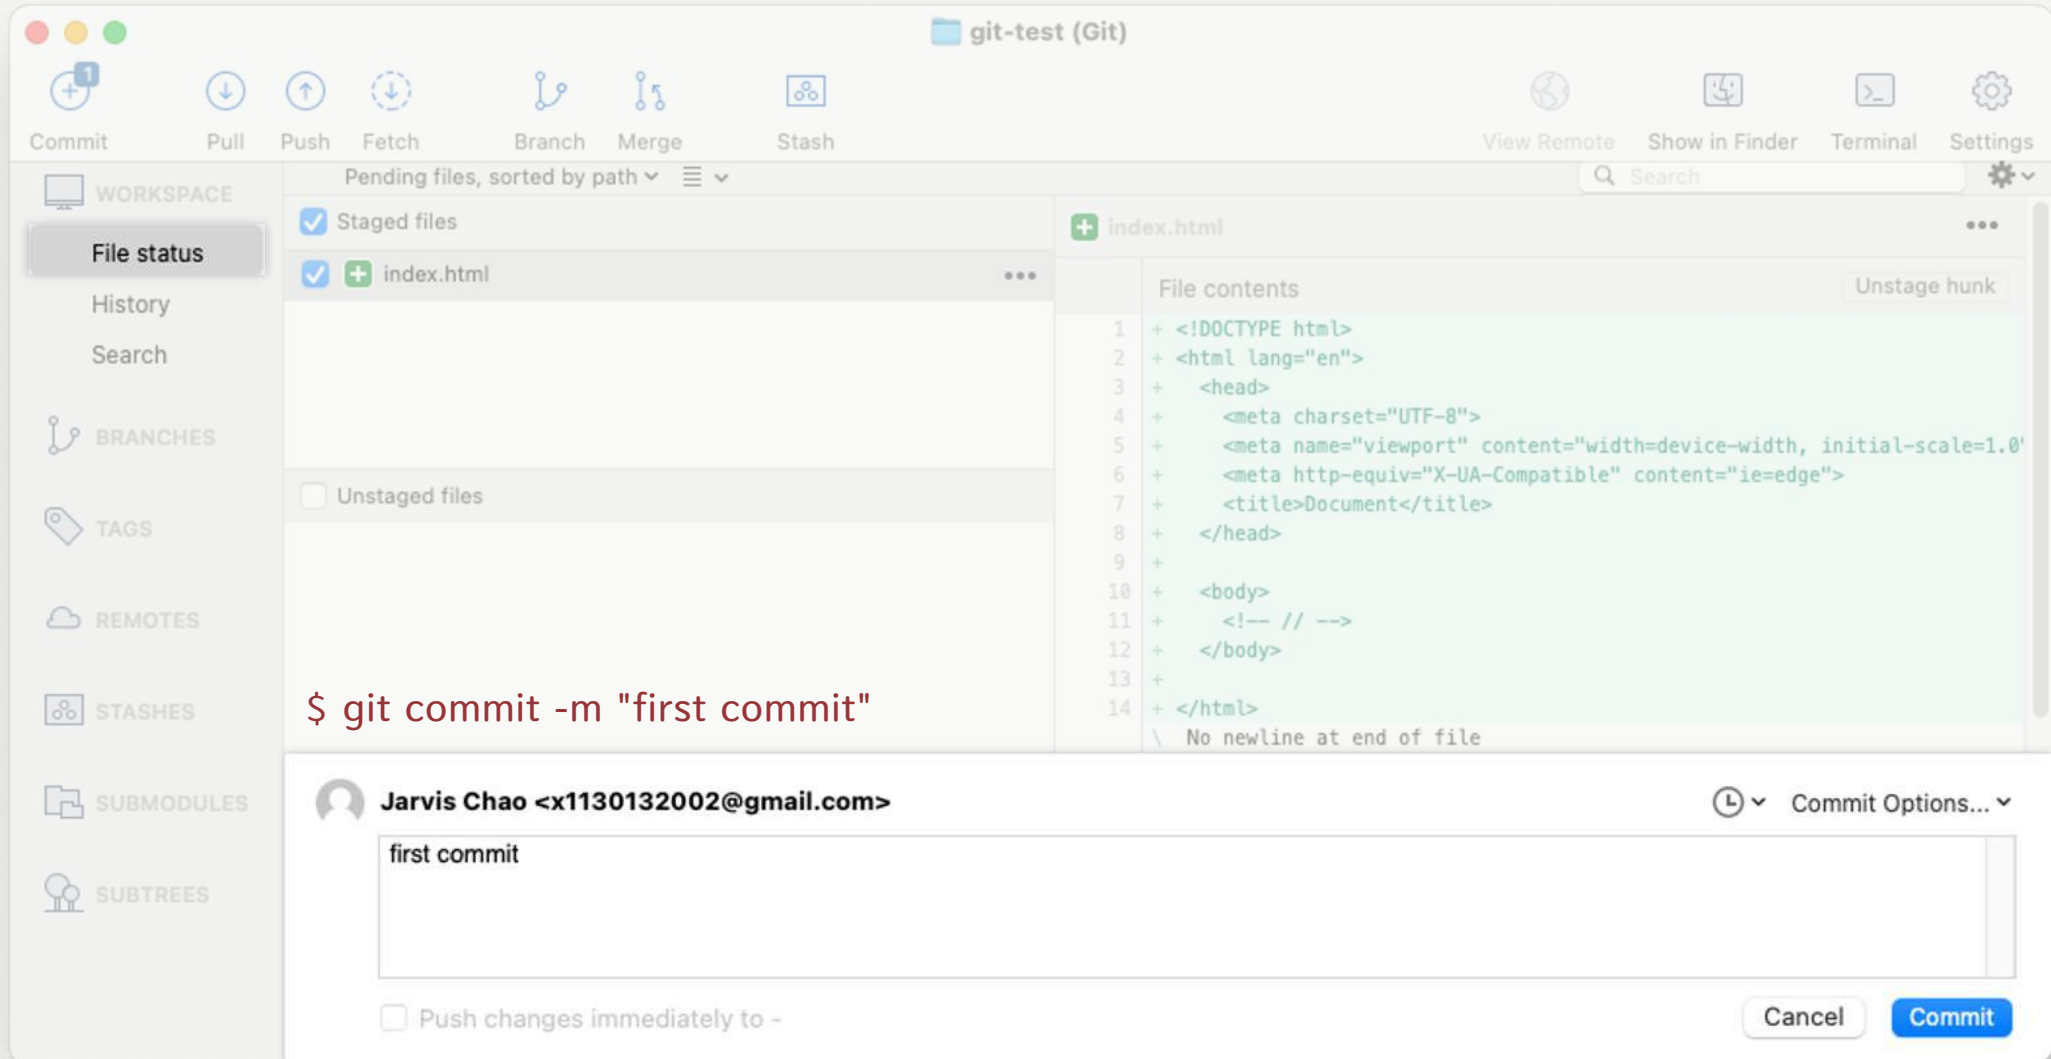 git-test (Git)
1
Commit Pull Push Fetch Branch Merge Stash View Remote Show in Finder Terminal Settings
WORKSPACE
File status
History
Search
BRANCHES
TAGS
REMOTES
STASHES
SUBMODULES
SUBTREES
Pending files, sorted by path
Search
Staged files
index.html
Unstaged files
$ git commit -m "first commit"
index.html
File contents
Unstage hunk
1 + <!DOCTYPE html>
2 + <html lang="en">
3 + <head>
4 + <meta charset="UTF-8">
5 + <meta name="viewport" content="width=device-width, initial-scale=1.0"
6 + <meta http-equiv="X-UA-Compatible" content="ie=edge">
7 + <title>Document</title>
8 + </head>
9 +
10 + <body>
11 + <!-- // -->
12 + </body>
13 +
14 + </html>
\ No newline at end of file
Jarvis Chao <x1130132002@gmail.com>
Commit Options...
first commit
Push changes immediately to -
Cancel
Commit